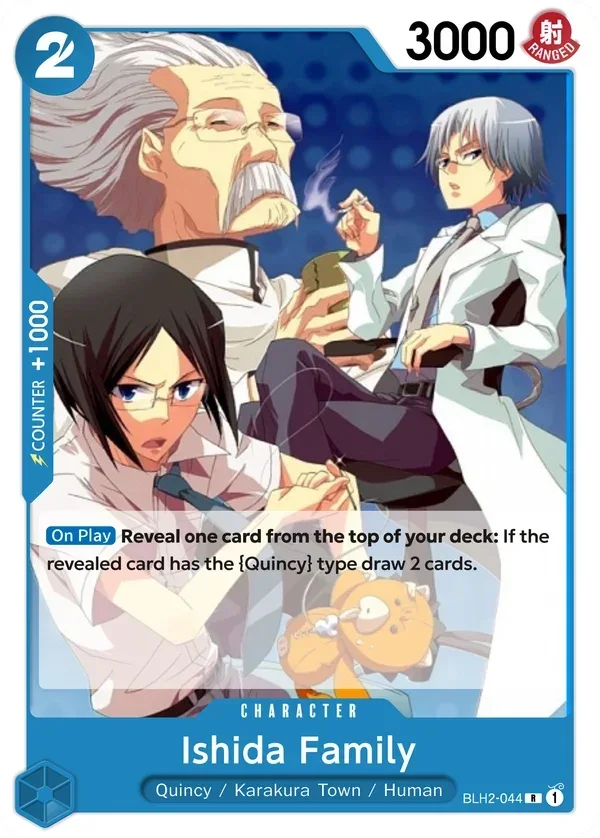 2
3000
射
RANGED
COUNTER +1000
On Play Reveal one card from the top of your deck: If the
revealed card has the {Quincy} type draw 2 cards.
CHARACTER
Ishida Family
Quincy / Karakura Town / Human
BLH2-044 R 1